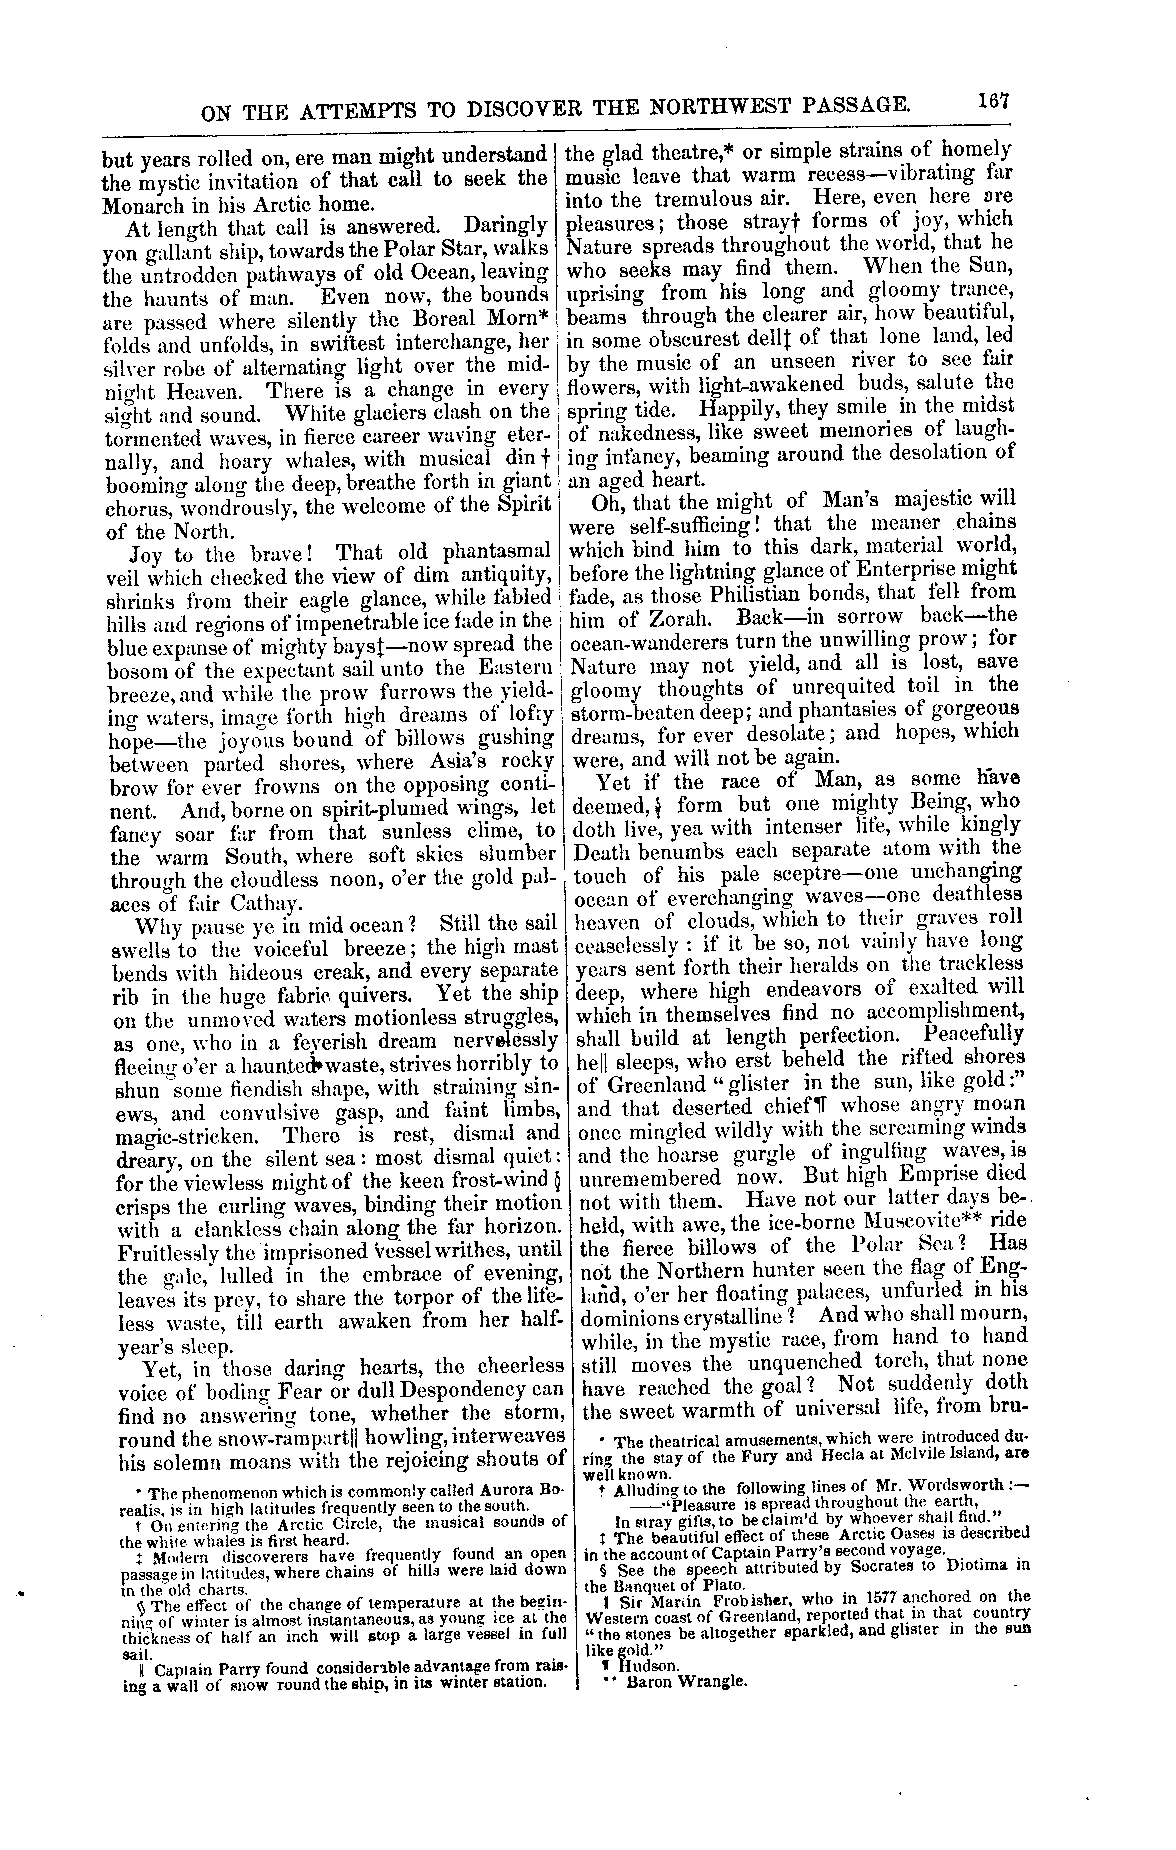 ON THE ATTEMPTS TO DISCOVER THE NORTHWEST PASSAGE. 167
but years rolled on, ere man might understand
the mystic invitation of that call to seek the
Monarch in his Arctic home.
At length that call is answered. Daringly
yon gallant ship, towards the Polar Star, walks
the untrodden pathways of old Ocean, leaving
the haunts of man. Even now, the bounds
are passed where silently the Boreal Morn*
folds and unfolds, in swiftest interchange, her
silver robe of alternating light over the mid-
night Heaven. There is a change in every
sight and sound. White glaciers clash on the
tormented waves, in fierce career waving eter-
nally, and hoary whales, with musical din †
booming along the deep, breathe forth in giant
chorus, wondrously, the welcome of the Spirit
of the North.
Joy to the brave! That old phantasmal
veil which checked the view of dim antiquity,
shrinks from their eagle glance, while fabled
hills and regions of impenetrable ice fade in the
blue expanse of mighty bays‡—now spread the
bosom of the expectant sail unto the Eastern
breeze, and while the prow furrows the yield-
ing waters, image forth high dreams of lofty
hope—the joyous bound of billows gushing
between parted shores, where Asia's rocky
brow for ever frowns on the opposing conti-
nent. And, borne on spirit-plumed wings, let
fancy soar far from that sunless clime, to
the warm South, where soft skies slumber
through the cloudless noon, o'er the gold pal-
aces of fair Cathay.
Why pause ye in mid ocean? Still the sail
swells to the voiceful breeze; the high mast
bends with hideous creak, and every separate
rib in the huge fabric quivers. Yet the ship
on the unmoved waters motionless struggles,
as one, who in a feverish dream nervelessly
fleeing o'er a haunted waste, strives horribly to
shun some fiendish shape, with straining sin-
ews, and convulsive gasp, and faint limbs,
magic-stricken. There is rest, dismal and
dreary, on the silent sea: most dismal quiet:
for the viewless might of the keen frost-wind §
crisps the curling waves, binding their motion
with a clankless chain along the far horizon.
Fruitlessly the imprisoned vessel writhes, until
the gale, lulled in the embrace of evening,
leaves its prey, to share the torpor of the life-
less waste, till earth awaken from her half-
year's sleep.
Yet, in those daring hearts, the cheerless
voice of boding Fear or dull Despondency can
find no answering tone, whether the storm,
round the snow-rampart|| howling, interweaves
his solemn moans with the rejoicing shouts of
* The phenomenon which is commonly called Aurora Bo-
realis, is in high latitudes frequently seen to the south.
† On entering the Arctic Circle, the musical sounds of
the white whales is first heard.
‡ Modern discoverers have frequently found an open
passage in latitudes, where chains of hills were laid down
in the old charts.
§ The effect of the change of temperature at the begin-
ning of winter is almost instantaneous, as young ice at the
thickness of half an inch will stop a large vessel in full
sail.
|| Captain Parry found considerable advantage from rais-
ing a wall of snow round the ship, in its winter station.
the glad theatre,* or simple strains of homely
music leave that warm recess—vibrating far
into the tremulous air. Here, even here are
pleasures; those stray† forms of joy, which
Nature spreads throughout the world, that he
who seeks may find them. When the Sun,
uprising from his long and gloomy trance,
beams through the clearer air, how beautiful,
in some obscurest dell‡ of that lone land, led
by the music of an unseen river to see fair
flowers, with light-awakened buds, salute the
spring tide. Happily, they smile in the midst
of nakedness, like sweet memories of laugh-
ing infancy, beaming around the desolation of
an aged heart.
Oh, that the might of Man's majestic will
were self-sufficing! that the meaner chains
which bind him to this dark, material world,
before the lightning glance of Enterprise might
fade, as those Philistian bonds, that fell from
him of Zorah. Back—in sorrow back—the
ocean-wanderers turn the unwilling prow; for
Nature may not yield, and all is lost, save
gloomy thoughts of unrequited toil in the
storm-beaten deep; and phantasies of gorgeous
dreams, for ever desolate; and hopes, which
were, and will not be again.
Yet if the race of Man, as some have
deemed,§ form but one mighty Being, who
doth live, yea with intenser life, while kingly
Death benumbs each separate atom with the
touch of his pale sceptre—one unchanging
ocean of everchanging waves—one deathless
heaven of clouds, which to their graves roll
ceaselessly: if it be so, not vainly have long
years sent forth their heralds on the trackless
deep, where high endeavors of exalted will
which in themselves find no accomplishment,
shall build at length perfection. Peacefully
he|| sleeps, who erst beheld the rifted shores
of Greenland "glister in the sun, like gold:"
and that deserted chief¶ whose angry moan
once mingled wildly with the screaming winds
and the hoarse gurgle of ingulfing waves, is
unremembered now. But high Emprise died
not with them. Have not our latter days be-
held, with awe, the ice-borne Muscovite** ride
the fierce billows of the Polar Sea? Has
not the Northern hunter seen the flag of Eng-
land, o'er her floating palaces, unfurled in his
dominions crystalline? And who shall mourn,
while, in the mystic race, from hand to hand
still moves the unquenched torch, that none
have reached the goal? Not suddenly doth
the sweet warmth of universal life, from bru-
* The theatrical amusements, which were introduced du-
ring the stay of the Fury and Hecla at Melvile Island, are
well known.
† Alluding to the following lines of Mr. Wordsworth:—
——"Pleasure is spread throughout the earth,
In stray gifts, to be claim'd by whoever shall find."
‡ The beautiful effect of these Arctic Oases is described
in the account of Captain Parry's second voyage.
§ See the speech attributed by Socrates to Diotima in
the Banquet of Plato.
|| Sir Martin Frobisher, who in 1577 anchored on the
Western coast of Greenland, reported that in that country
"the stones be altogether sparkled, and glister in the sun
like gold."
¶ Hudson.
** Baron Wrangle.